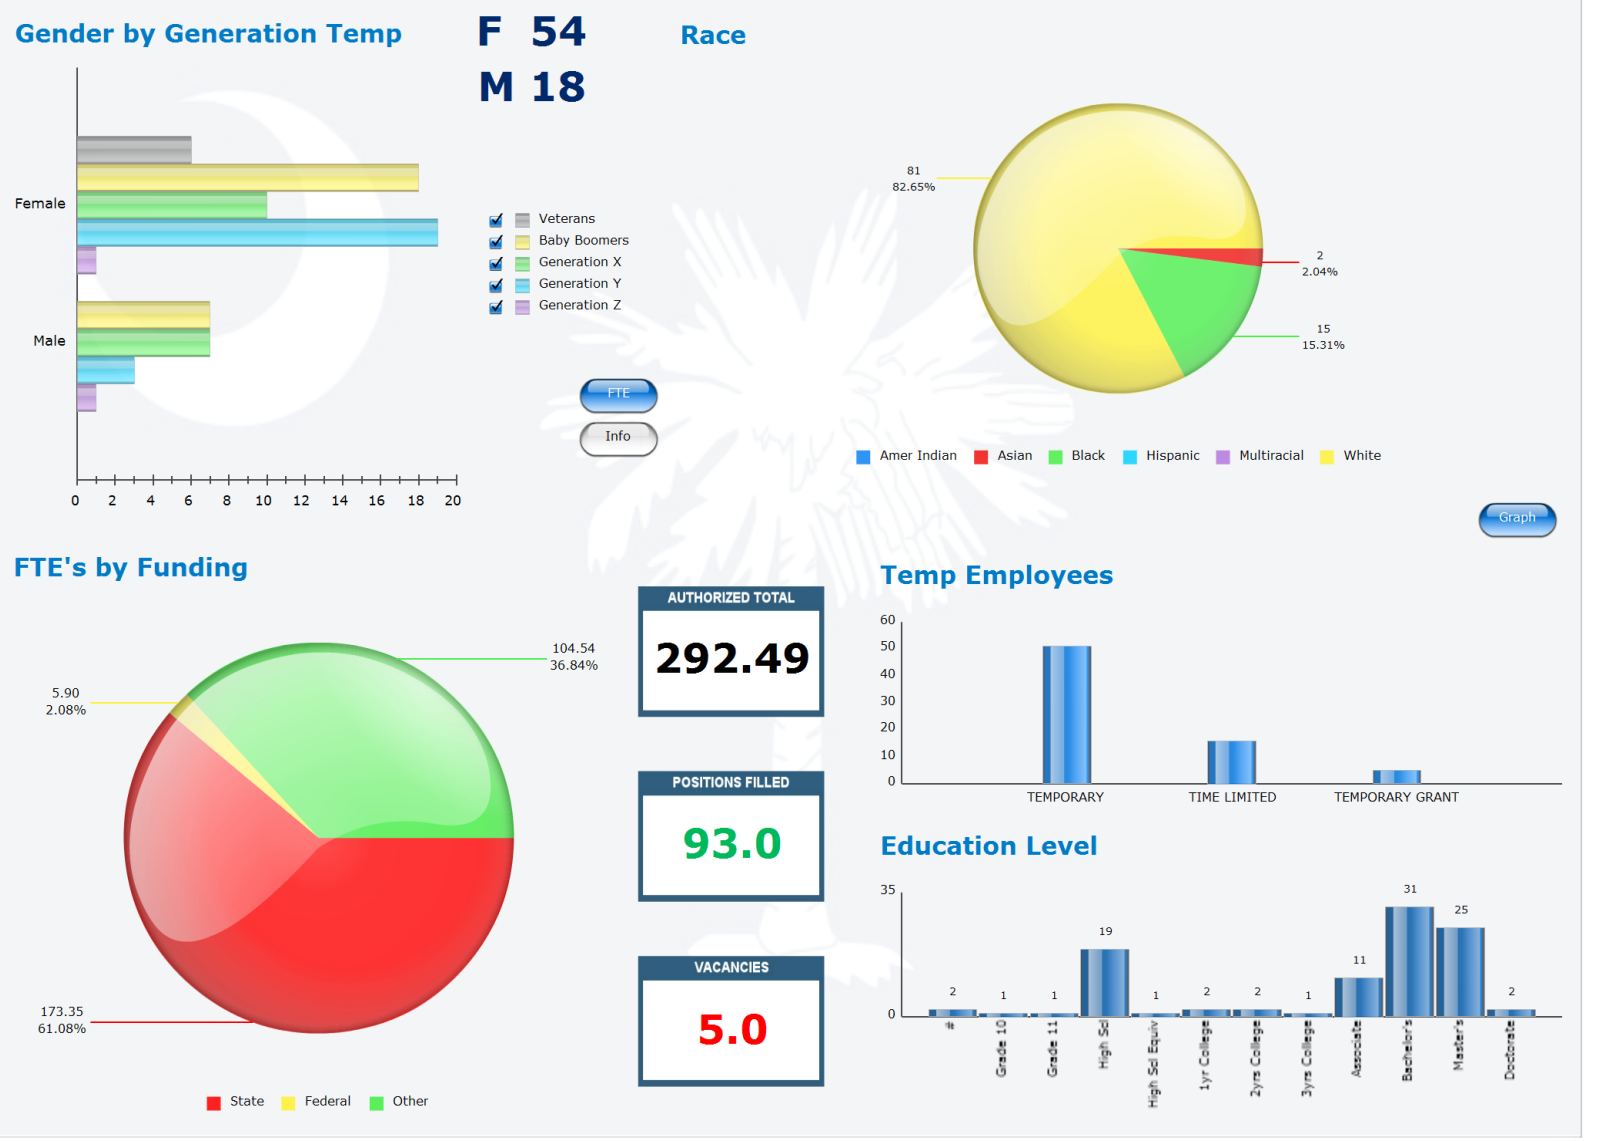 Gender by Generation Temp
F 54
M 18
Race
Female
Male
0 2 4 6 8 10 12 14 16 18 20
Veterans
Baby Boomers
Generation X
Generation Y
Generation Z
FTE
Info
81
82.65%
2
2.04%
15
15.31%
Amer Indian Asian Black Hispanic Multiracial White
Graph
FTE's by Funding
104.54
36.84%
5.90
2.08%
173.35
61.08%
State Federal Other
AUTHORIZED TOTAL
292.49
POSITIONS FILLED
93.0
VACANCIES
5.0
Temp Employees
60
50
40
30
20
10
0
TEMPORARY TIME LIMITED TEMPORARY GRANT
Education Level
35
0
2 1 1 19 1 2 2 1 11 31 25 2
#
Grade 10
Grade 11
High Scl
High Scl Equiv
1yr College
2yrs College
3yrs College
Associate
Bachelor's
Master's
Doctorate